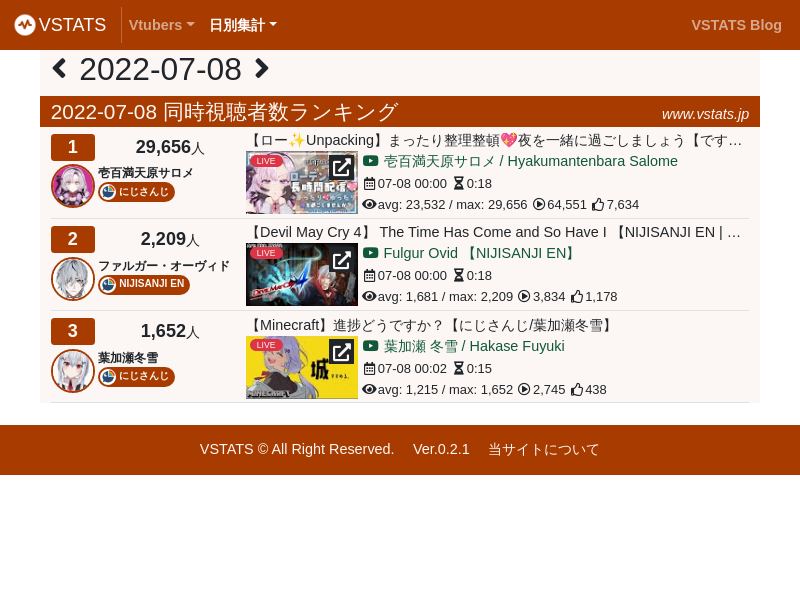 VSTATS Vtubers 日別集計 VSTATS Blog
2022-07-08
2022-07-08 同時視聴者数ランキング www.vstats.jp
1 29,656人
壱百満天原サロメ
にじさんじ
【ロー✨Unpacking】まったり整理整頓💖夜を一緒に過ごしましょう【です…
LIVE
長時間配信
壱百満天原サロメ / Hyakumantenbara Salome
07-08 00:00 0:18
avg: 23,532 / max: 29,656 64,551 7,634
2 2,209人
ファルガー・オーヴィド
NIJISANJI EN
【Devil May Cry 4】 The Time Has Come and So Have I 【NIJISANJI EN | …
LIVE
Fulgur Ovid 【NIJISANJI EN】
07-08 00:00 0:18
avg: 1,681 / max: 2,209 3,834 1,178
3 1,652人
葉加瀬冬雪
にじさんじ
【Minecraft】進捗どうですか？【にじさんじ/葉加瀬冬雪】
LIVE
城
MINECRAFT
葉加瀬 冬雪 / Hakase Fuyuki
07-08 00:02 0:15
avg: 1,215 / max: 1,652 2,745 438
VSTATS © All Right Reserved. Ver.0.2.1 当サイトについて